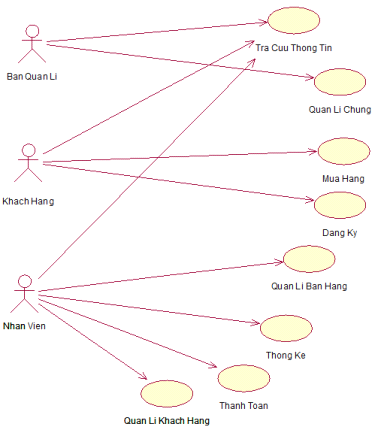 Tra Cuu Thong Tin
Ban Quan Li
Quan Li Chung
Mua Hang
Khach Hang
Dang Ky
Quan Li Ban Hang
Nhan Vien
Thong Ke
Thanh Toan
Quan Li Khach Hang